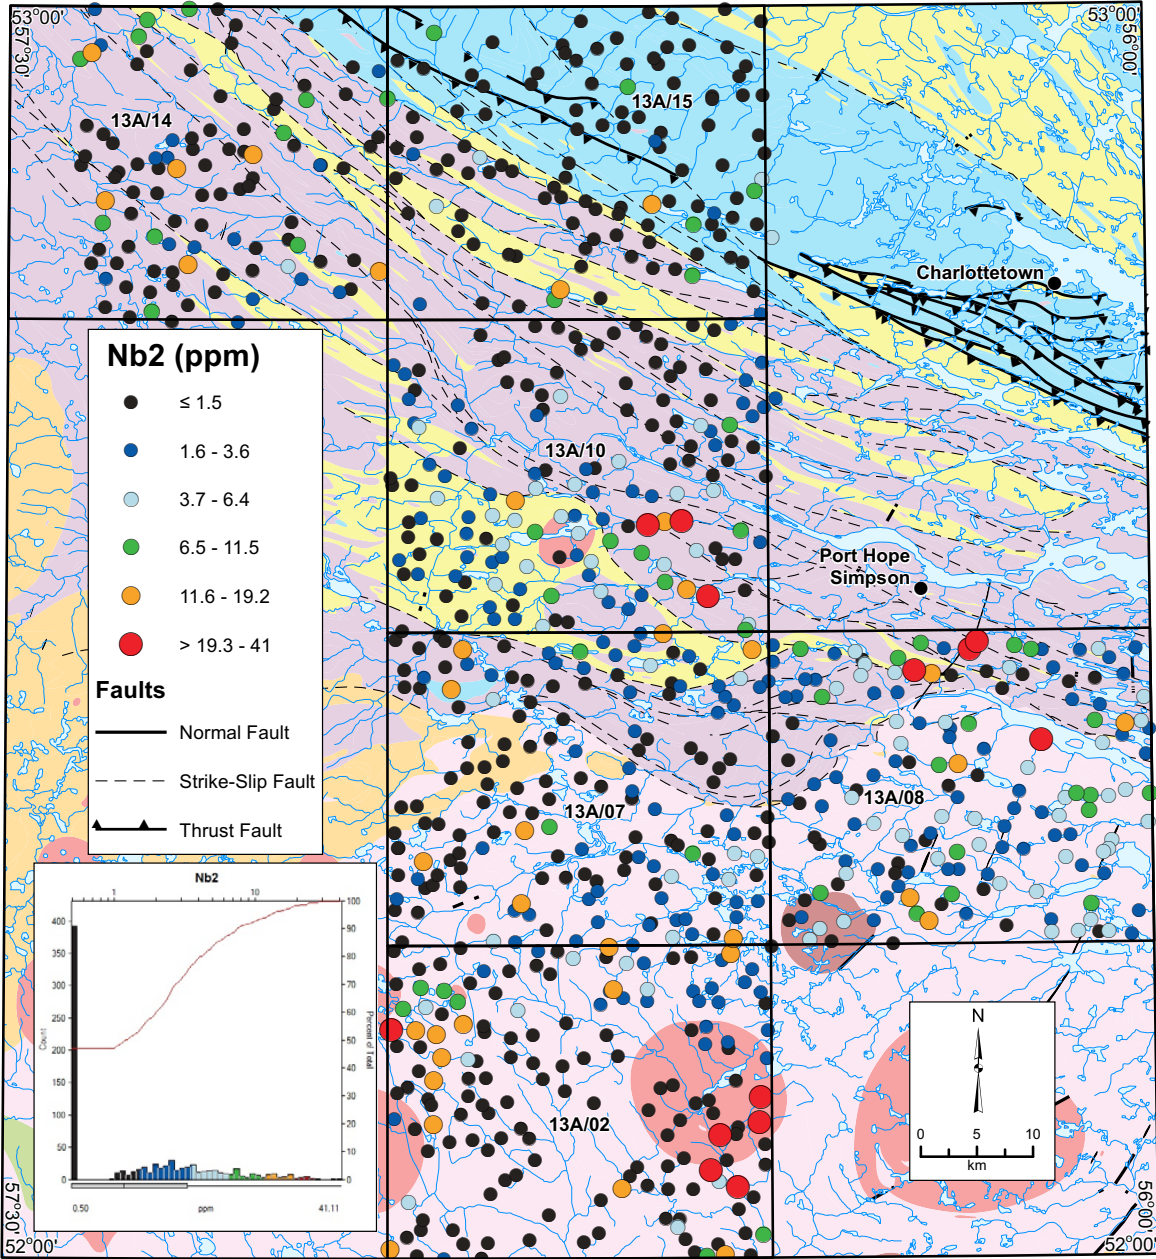 53°00'
53°00'
57°30'
56°00'
13A/14
13A/15
Charlottetown
13A/10
Port Hope
Simpson
13A/07
13A/08
13A/02
Nb2 (ppm)
≤ 1.5
1.6 - 3.6
3.7 - 6.4
6.5 - 11.5
11.6 - 19.2
> 19.3 - 41
Faults
Normal Fault
Strike-Slip Fault
Thrust Fault
Nb2
1 10
400
350
300
250
200
150
100
50
0
Count
100
90
80
70
60
50
40
30
20
10
0
Percent of Total
0.50 ppm 41.11
N
0 5 10
km
57°30'
52°00'
56°00'
52°00'